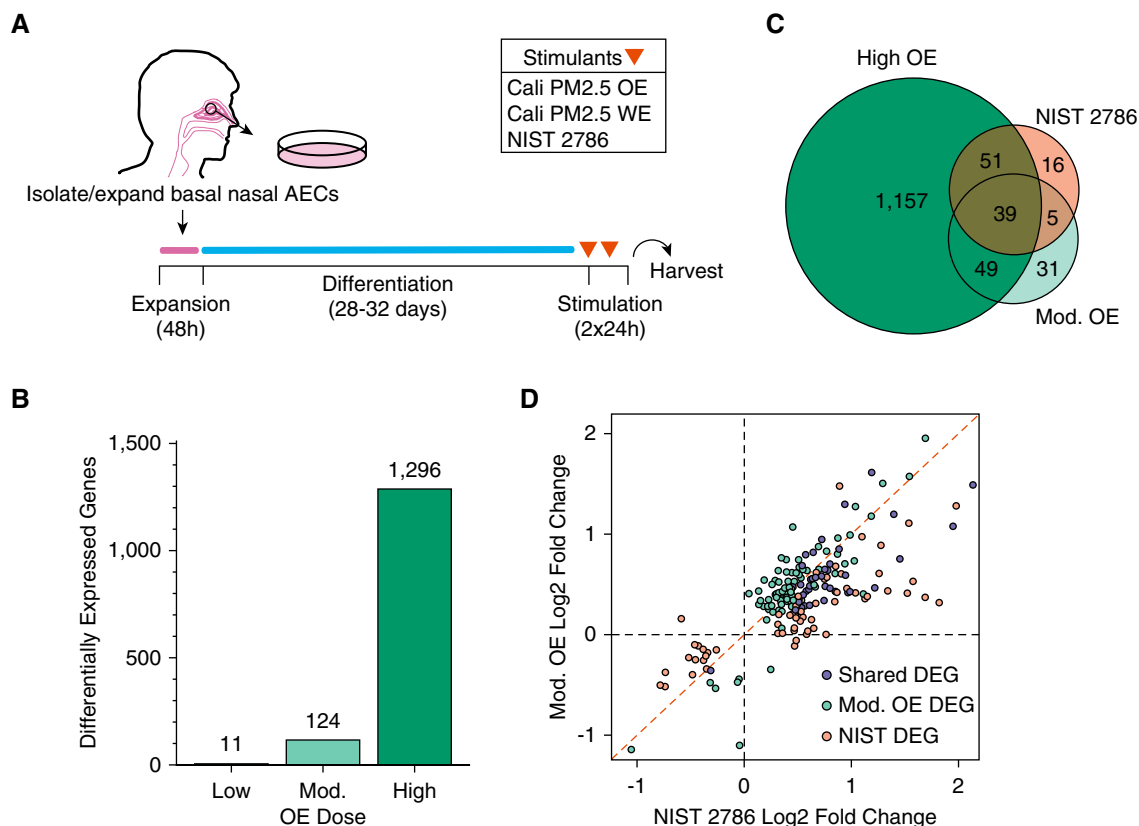 A
Stimulants
Cali PM2.5 OE
Cali PM2.5 WE
NIST 2786
Isolate/expand basal nasal AECs
Expansion
(48h)
Differentiation
(28-32 days)
Stimulation
(2x24h)
Harvest
C
High OE
NIST 2786
51
16
1,157
39
5
49
31
Mod. OE
B
Differentially Expressed Genes
1,500
1,000
500
0
11
124
1,296
Low
Mod.
High
OE Dose
D
Mod. OE Log2 Fold Change
2
1
0
-1
Shared DEG
Mod. OE DEG
NIST DEG
-1
0
1
2
NIST 2786 Log2 Fold Change